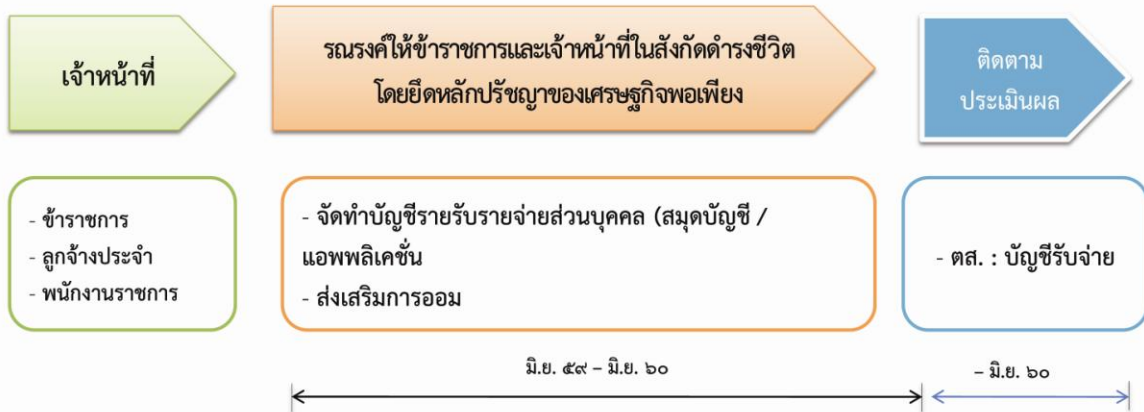 เจ้าหน้าที่
รณรงค์ให้ข้าราชการและเจ้าหน้าที่ในสังกัดดำรงชีวิต
โดยยึดหลักปรัชญาของเศรษฐกิจพอเพียง
ติดตาม
ประเมินผล
- ข้าราชการ
- ลูกจ้างประจำ
- พนักงานราชการ
- จัดทำบัญชีรายรับรายจ่ายส่วนบุคคล (สมุดบัญชี /
แอพพลิเคชั่น
- ส่งเสริมการออม
- ตส. : บัญชีรับจ่าย
มิ.ย. ๕๙ – มิ.ย. ๖๐
– มิ.ย. ๖๐